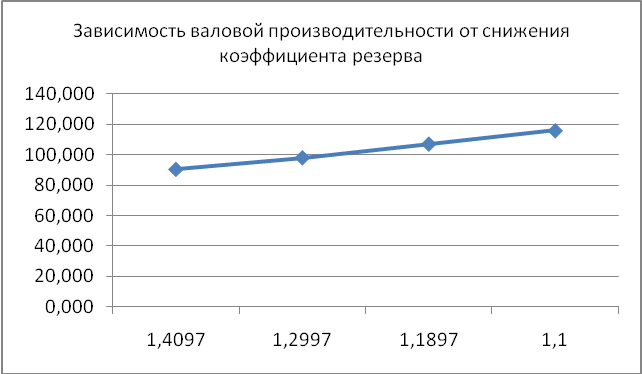 Зависимость валовой производительности от снижения
коэффициента резерва
140,000
120,000
100,000
80,000
60,000
40,000
20,000
0,000
1,4097 1,2997 1,1897 1,1